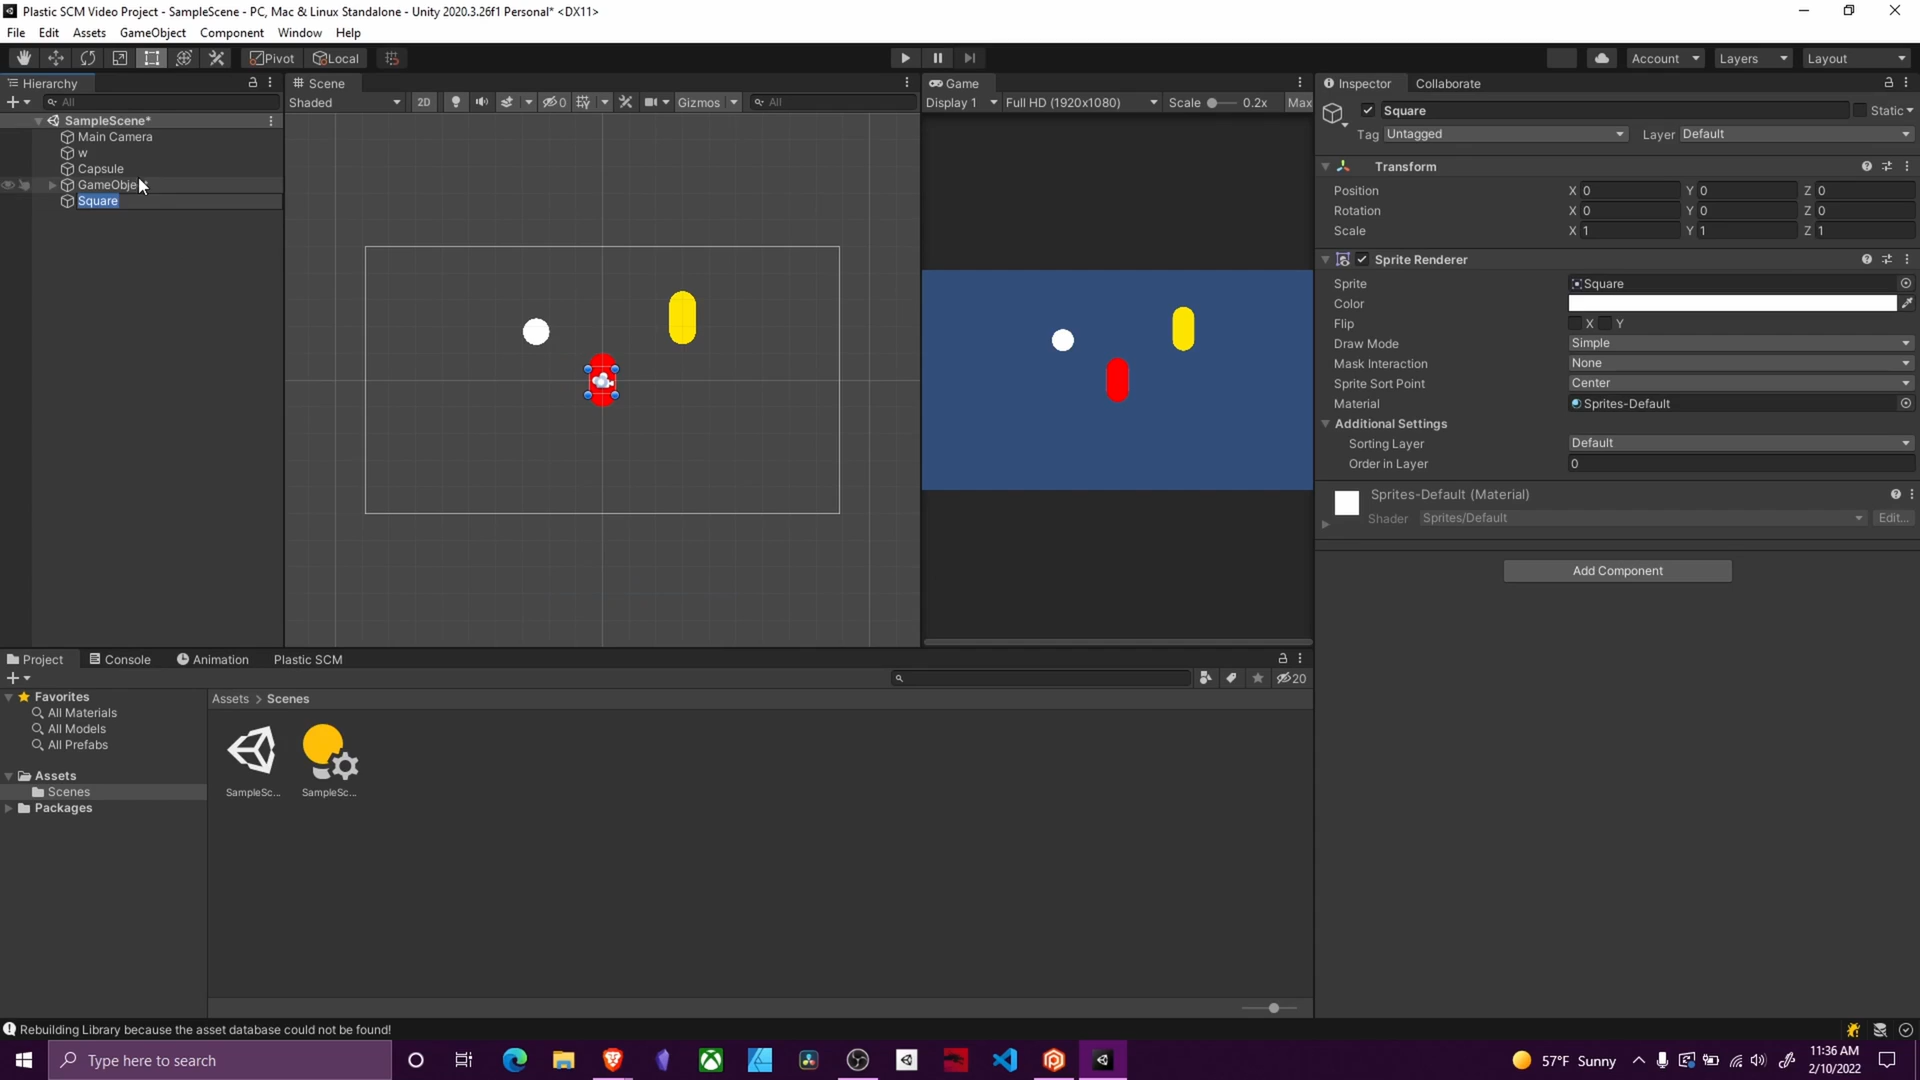 Plastic SCM Video Project - SampleScene - PC, Mac & Linux Standalone - Unity 2020.3.26f1 Personal* <DX11>
File Edit Assets GameObject Component Window Help
Pivot Local Account Layers Layout
Hierarchy
All
SampleScene*
Main Camera
w
Capsule
GameObje
Square
Scene
Shaded 2D 0 Gizmos All
Game
Display 1 Full HD (1920x1080) Scale 0.2x Max
Inspector Collaborate
Square Static
Tag Untagged Layer Default
Transform
Position X 0 Y 0 Z 0
Rotation X 0 Y 0 Z 0
Scale X 1 Y 1 Z 1
Sprite Renderer
Sprite Square
Color
Flip X Y
Draw Mode Simple
Mask Interaction None
Sprite Sort Point Center
Material Sprites-Default
Additional Settings
Sorting Layer Default
Order in Layer 0
Sprites-Default (Material)
Shader Sprites/Default Edit...
Add Component
Project Console Animation Plastic SCM
20
Favorites
All Materials
All Models
All Prefabs
Assets
Scenes
Packages
Assets > Scenes
SampleSc... SampleSc...
Rebuilding Library because the asset database could not be found!
Type here to search
57°F Sunny
11:36 AM
2/10/2022